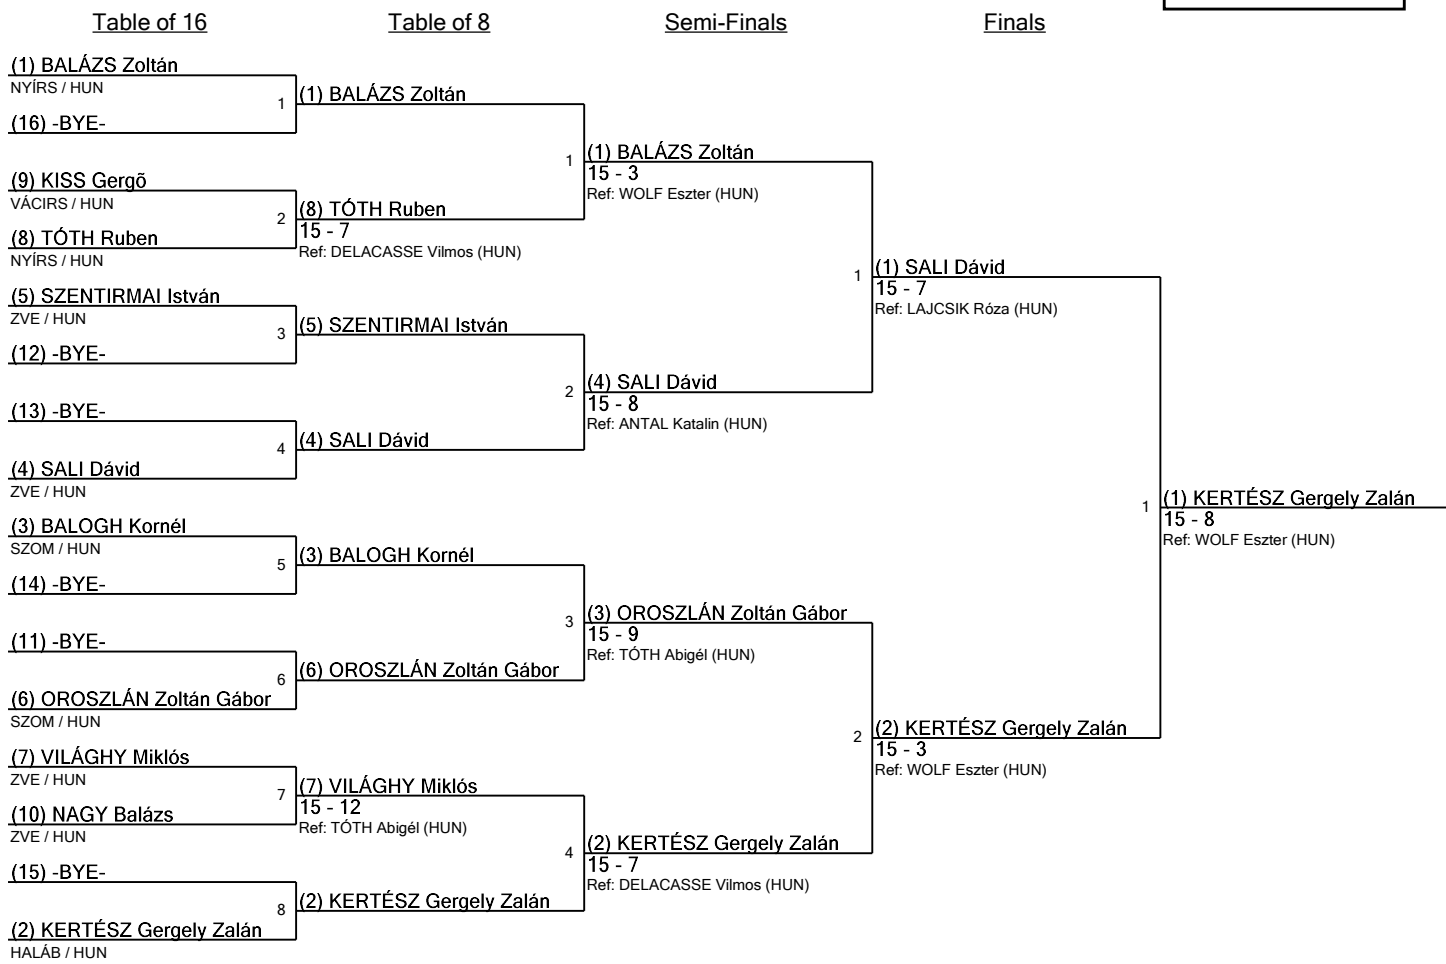 Table of 16
Table of 8
Semi-Finals
Finals
(1) BALÁZS Zoltán
NYÍRS / HUN
1
(16) -BYE-
(9) KISS Gergõ
VÁCIRS / HUN
2
(8) TÓTH Ruben
NYÍRS / HUN
(5) SZENTIRMAI István
ZVE / HUN
3
(12) -BYE-
(13) -BYE-
4
(4) SALI Dávid
ZVE / HUN
(3) BALOGH Kornél
SZOM / HUN
5
(14) -BYE-
(11) -BYE-
6
(6) OROSZLÁN Zoltán Gábor
SZOM / HUN
(7) VILÁGHY Miklós
ZVE / HUN
7
(10) NAGY Balázs
ZVE / HUN
(15) -BYE-
8
(2) KERTÉSZ Gergely Zalán
HALÁB / HUN
(1) BALÁZS Zoltán
1
(8) TÓTH Ruben
15 - 7
Ref: DELACASSE Vilmos (HUN)
(5) SZENTIRMAI István
2
(4) SALI Dávid
(3) BALOGH Kornél
3
(6) OROSZLÁN Zoltán Gábor
(7) VILÁGHY Miklós
15 - 12
Ref: TÓTH Abigél (HUN)
4
(2) KERTÉSZ Gergely Zalán
(1) BALÁZS Zoltán
15 - 3
Ref: WOLF Eszter (HUN)
1
(4) SALI Dávid
15 - 8
Ref: ANTAL Katalin (HUN)
(3) OROSZLÁN Zoltán Gábor
15 - 9
Ref: TÓTH Abigél (HUN)
2
(2) KERTÉSZ Gergely Zalán
15 - 7
Ref: DELACASSE Vilmos (HUN)
(1) SALI Dávid
15 - 7
Ref: LAJCSIK Róza (HUN)
1
(2) KERTÉSZ Gergely Zalán
15 - 3
Ref: WOLF Eszter (HUN)
(1) KERTÉSZ Gergely Zalán
15 - 8
Ref: WOLF Eszter (HUN)